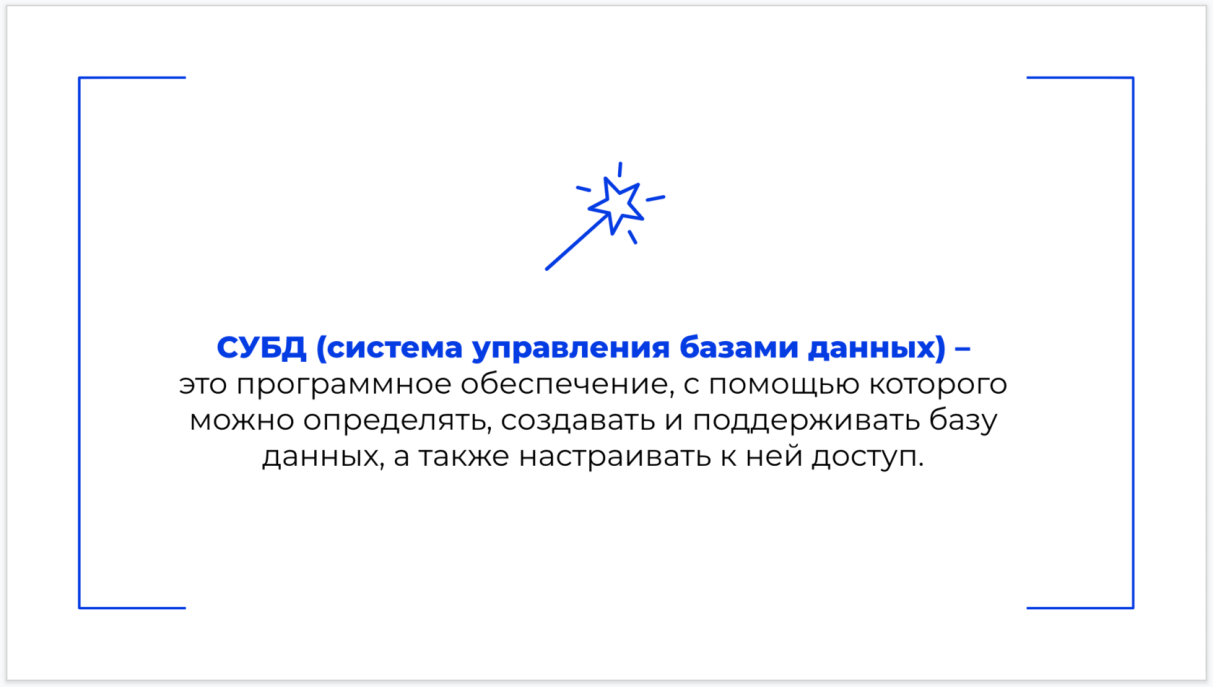 СУБД (система управления базами данных) –
это программное обеспечение, с помощью которого
можно определять, создавать и поддерживать базу
данных, а также настраивать к ней доступ.